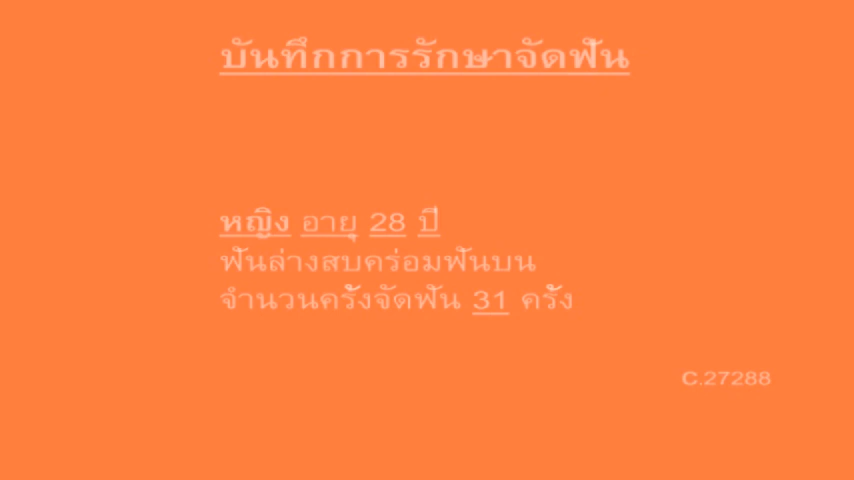 บันทึกการรักษาจัดฟัน
หญิง อายุ 28 ปี
ฟันล่างสบคร่อมฟันบน
จำนวนครั้งจัดฟัน 31 ครั้ง
C.27288